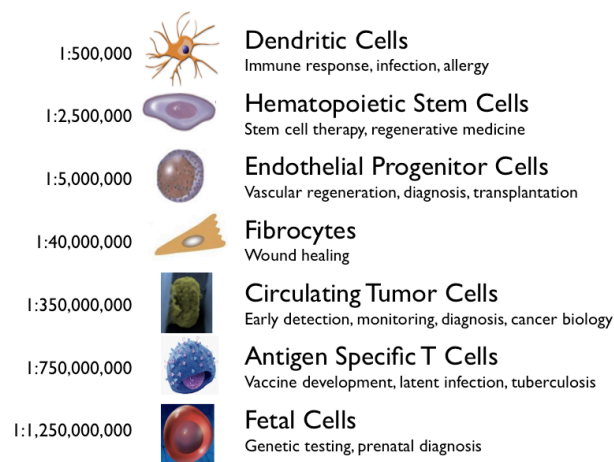 1:500,000
Dendritic Cells
Immune response, infection, allergy
1:2,500,000
Hematopoietic Stem Cells
Stem cell therapy, regenerative medicine
1:5,000,000
Endothelial Progenitor Cells
Vascular regeneration, diagnosis, transplantation
1:40,000,000
Fibrocytes
Wound healing
1:350,000,000
Circulating Tumor Cells
Early detection, monitoring, diagnosis, cancer biology
1:750,000,000
Antigen Specific T Cells
Vaccine development, latent infection, tuberculosis
1:1,250,000,000
Fetal Cells
Genetic testing, prenatal diagnosis